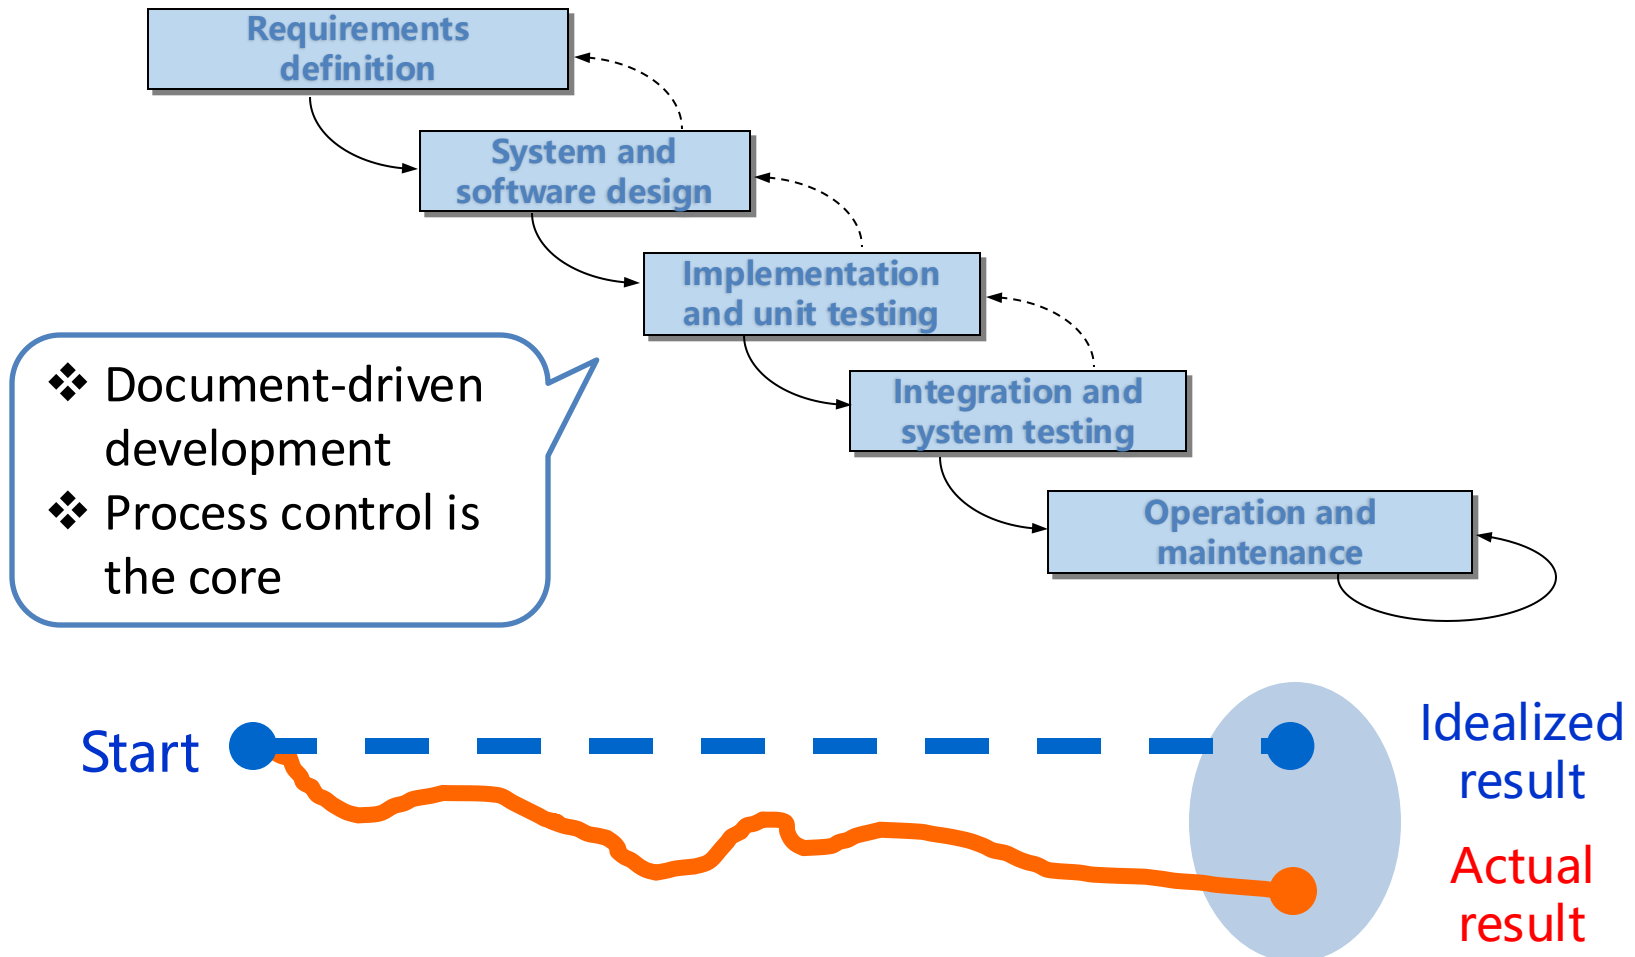 Requirements
definition
System and
software design
Implementation
and unit testing
Integration and
system testing
Operation and
maintenance
❖ Document-driven
development
❖ Process control is
the core
Start
Idealized
result
Actual
result